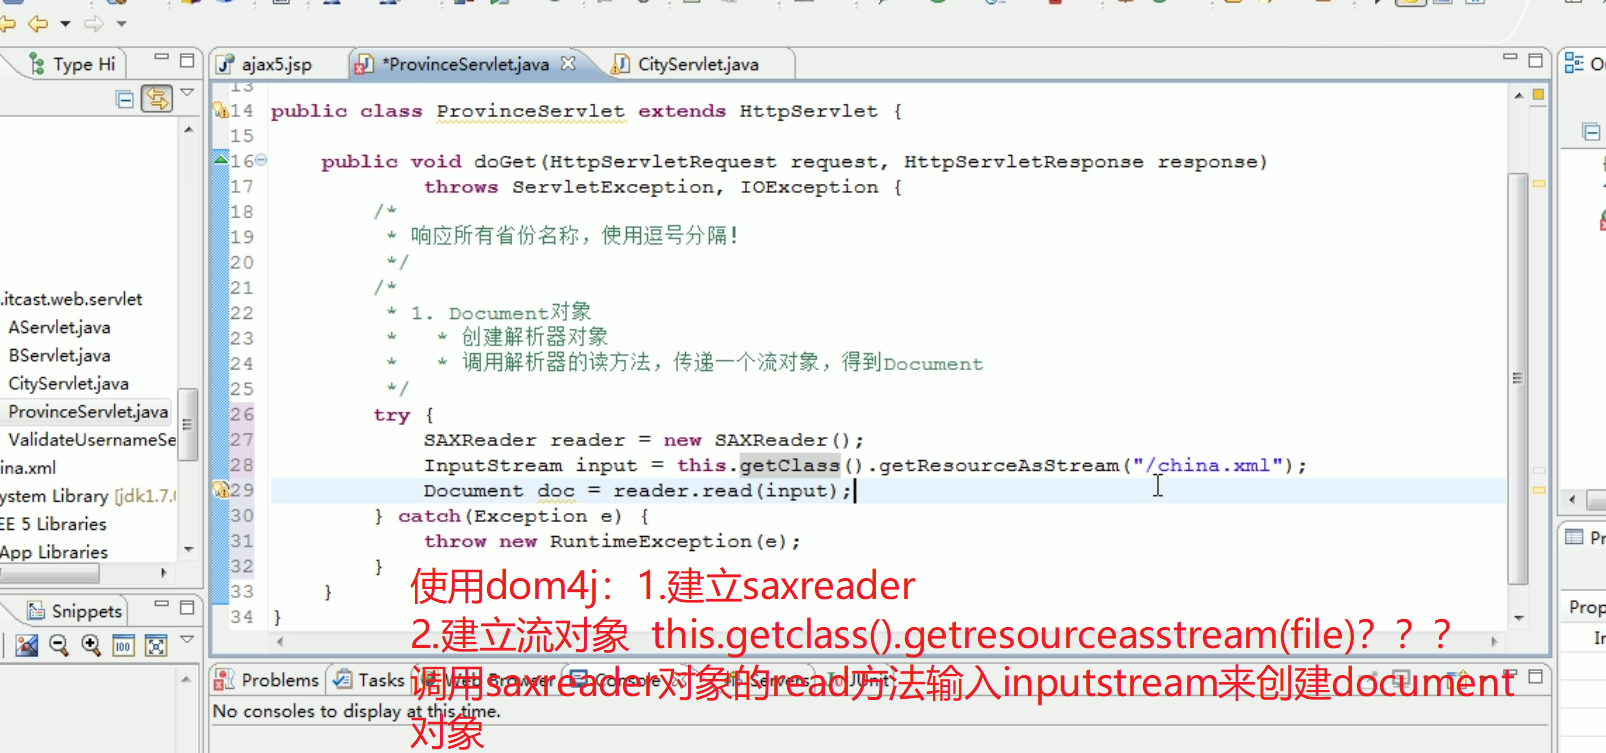 Type Hi
ajax5.jsp
*ProvinceServlet.java
CityServlet.java
13
14 public class ProvinceServlet extends HttpServlet {
15
16 public void doGet(HttpServletRequest request, HttpServletResponse response)
17 throws ServletException, IOException {
18 /*
19 * 响应所有省份名称，使用逗号分隔！
20 */
21 /*
22 * 1. Document对象
23 * * 创建解析器对象
24 * * 调用解析器的读方法，传递一个流对象，得到Document
25 */
26 try {
27 SAXReader reader = new SAXReader();
28 InputStream input = this.getClass().getResourceAsStream("/china.xml");
29 Document doc = reader.read(input);
30 } catch(Exception e) {
31 throw new RuntimeException(e);
32 }
33 }
34 }
.itcast.web.servlet
AServlet.java
BServlet.java
CityServlet.java
ProvinceServlet.java
ValidateUsernameSe
ina.xml
ystem Library [jdk1.7.
EE 5 Libraries
App Libraries
Snippets
100
使用dom4j：1.建立saxreader
2.建立流对象 this.getclass().getresourceasstream(file)？？？
调用saxreader对象的read方法输入inputstream来创建document
对象
Problems
Tasks
Web Browser
Console
Servers
JUnit
No consoles to display at this time.
Ou
Pr
Prop
In